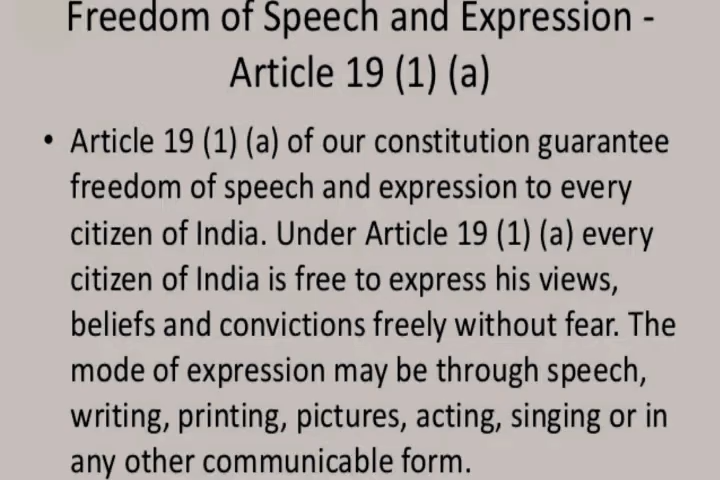 Freedom of Speech and Expression -
Article 19 (1) (a)
• Article 19 (1) (a) of our constitution guarantee
freedom of speech and expression to every
citizen of India. Under Article 19 (1) (a) every
citizen of India is free to express his views,
beliefs and convictions freely without fear. The
mode of expression may be through speech,
writing, printing, pictures, acting, singing or in
any other communicable form.